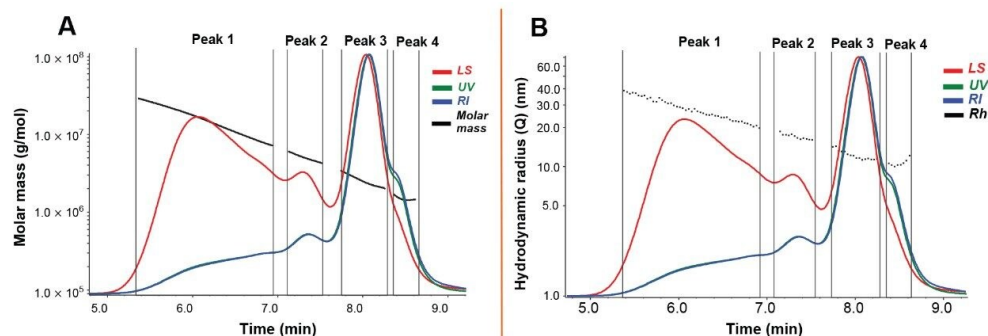 A
Peak 1 Peak 2 Peak 3 Peak 4
1.0 × 10⁸
1.0 × 10⁷
1.0 × 10⁶
1.0 × 10⁵
Molar mass (g/mol)
LS
UV
RI
Molar
mass
5.0 6.0 7.0 8.0 9.0
Time (min)
B
Peak 1 Peak 2 Peak 3 Peak 4
60.0
40.0
30.0
20.0
10.0
5.0
1.0
Hydrodynamic radius (Q) (nm)
LS
UV
RI
Rh
5.0 6.0 7.0 8.0 9.0
Time (min)